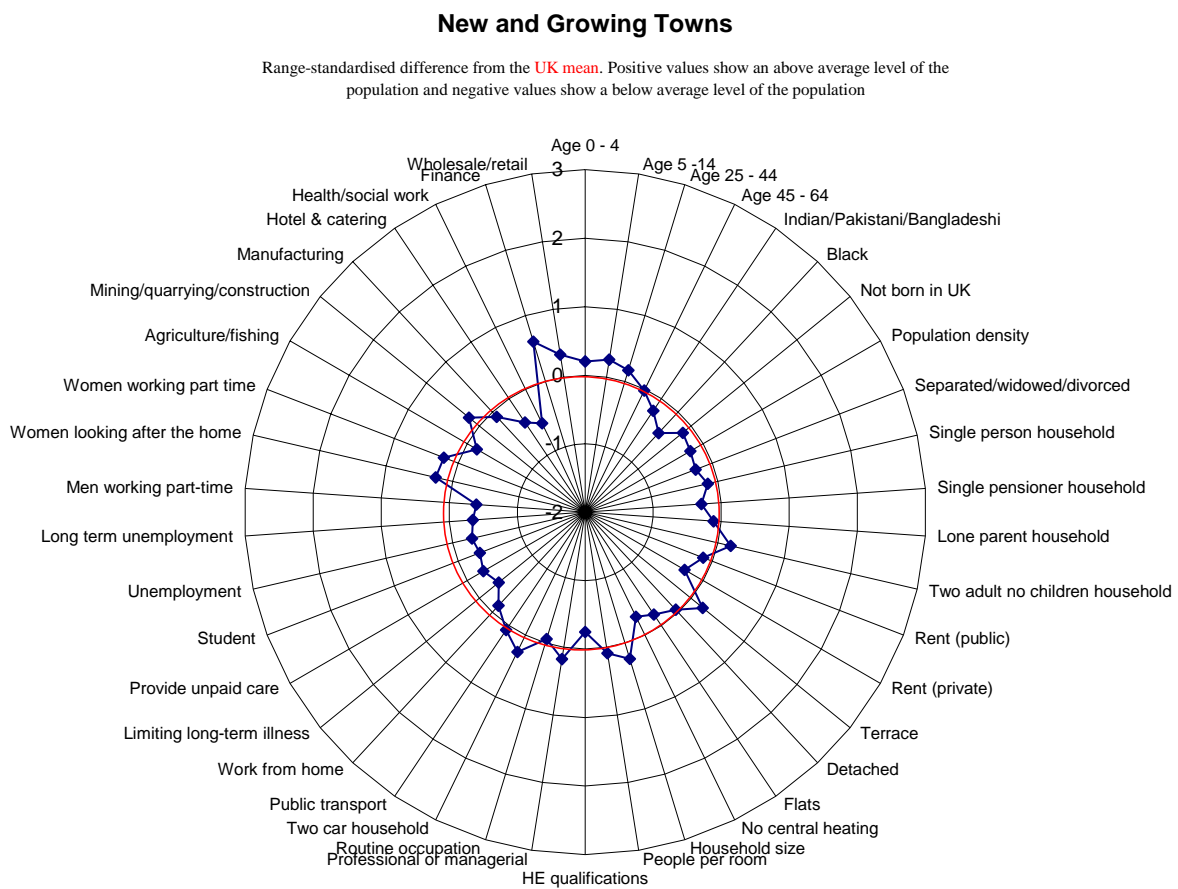 New and Growing Towns
Range-standardised difference from the UK mean. Positive values show an above average level of the
population and negative values show a below average level of the population
Age 0 - 4
Age 5 -14
Age 25 - 44
Age 45 - 64
Indian/Pakistani/Bangladeshi
Black
Not born in UK
Population density
Separated/widowed/divorced
Single person household
Single pensioner household
Lone parent household
Two adult no children household
Rent (public)
Rent (private)
Terrace
Detached
Flats
No central heating
Household size
People per room
HE qualifications
Professional or managerial
Routine occupation
Two car household
Public transport
Work from home
Limiting long-term illness
Provide unpaid care
Student
Unemployment
Long term unemployment
Men working part-time
Women looking after the home
Women working part time
Agriculture/fishing
Mining/quarrying/construction
Manufacturing
Hotel & catering
Health/social work
Finance
Wholesale/retail
3
2
1
0
-1
-2